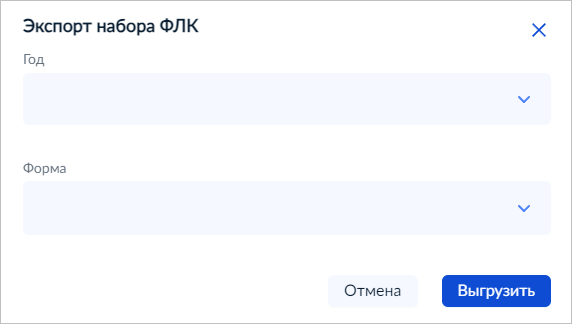 Экспорт набора ФЛК
Год
Форма
Отмена
Выгрузить